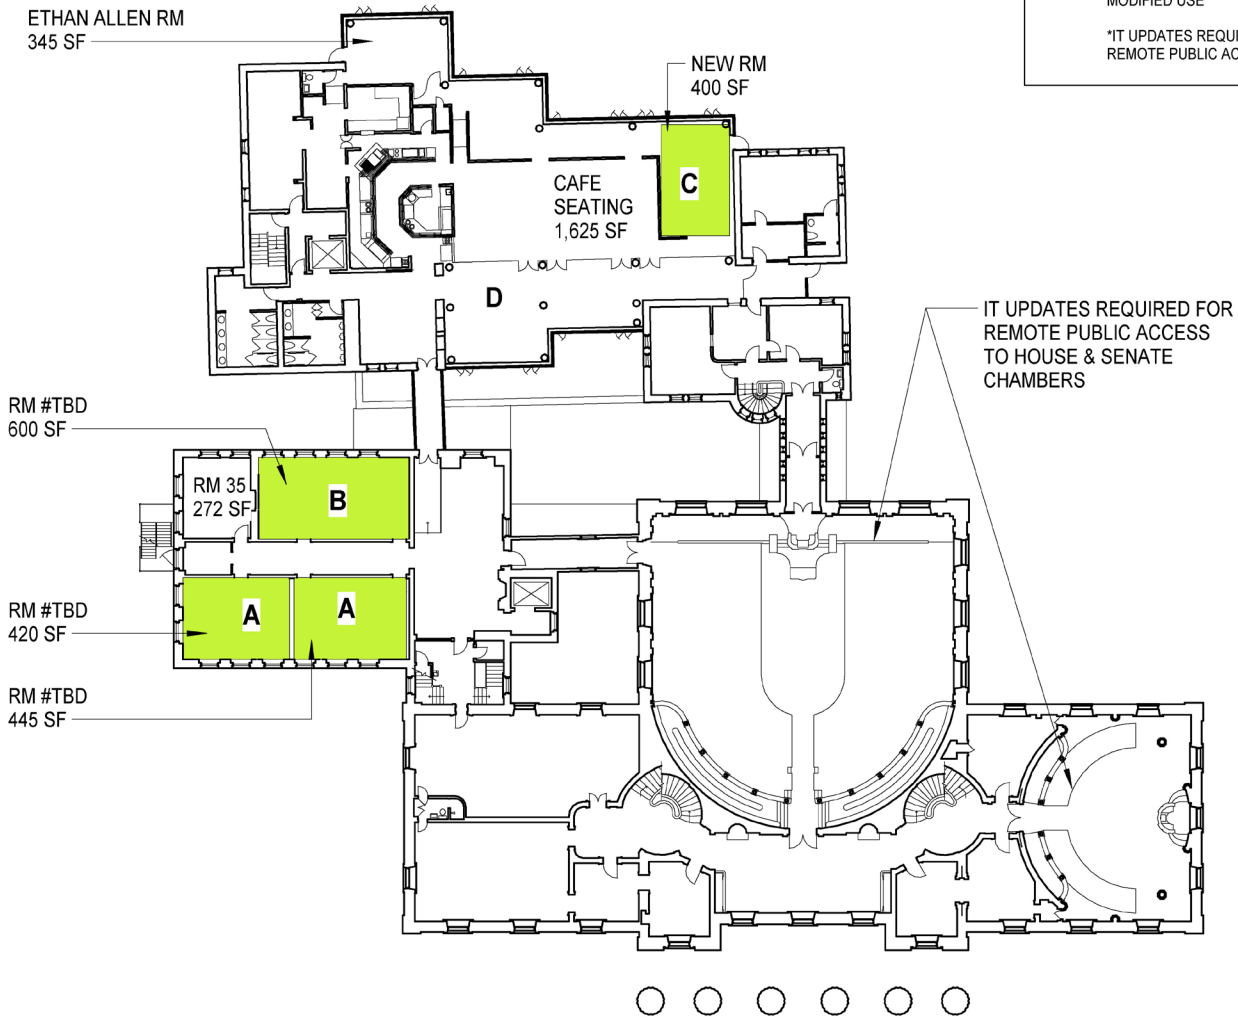 ETHAN ALLEN RM
345 SF
MODIFIED USE
*IT UPDATES
REMOTE PUBLIC
NEW RM
400 SF
C
CAFE
SEATING
1,625 SF
D
IT UPDATES REQUIRED FOR
REMOTE PUBLIC ACCESS
TO HOUSE & SENATE
CHAMBERS
RM #TBD
600 SF
RM 35
272 SF
B
RM #TBD
420 SF
A
A
RM #TBD
445 SF